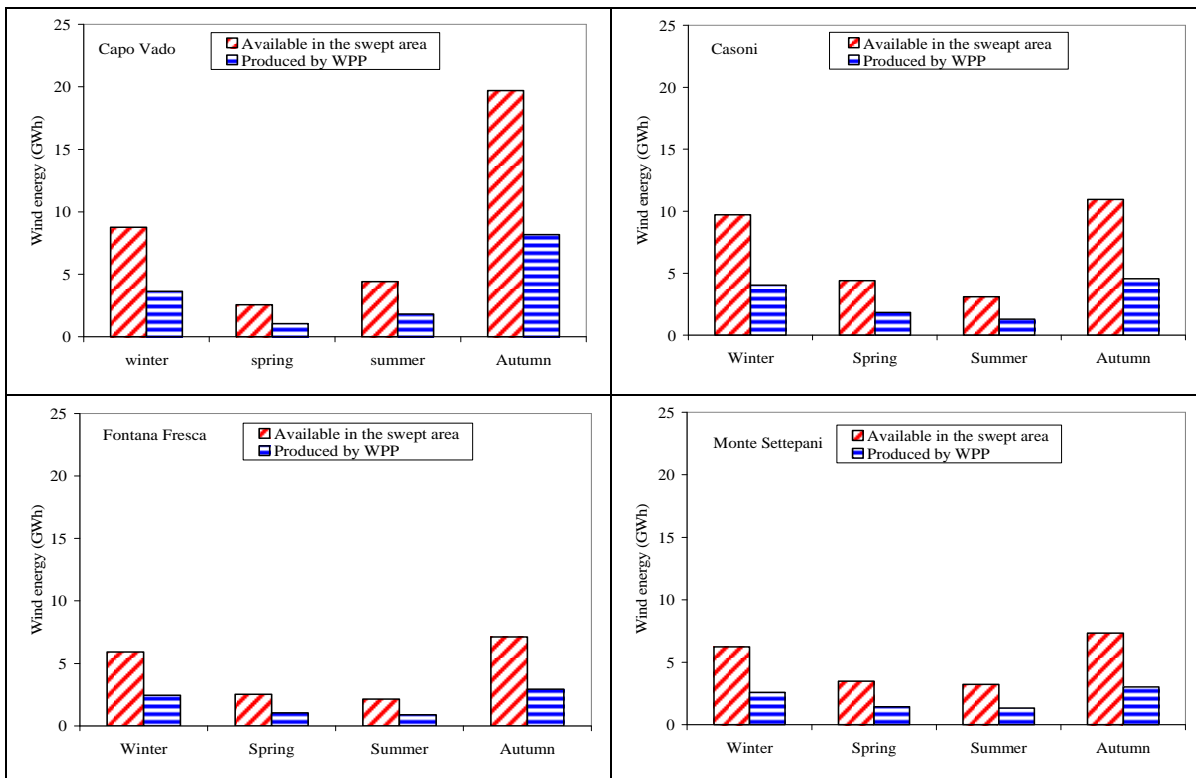 Capo Vado
Available in the swept area
Produced by WPP
Wind energy (GWh)
25
20
15
10
5
0
winter spring summer Autumn
Casoni
Available in the sweapt area
Produced by WPP
Wind energy (GWh)
25
20
15
10
5
0
Winter Spring Summer Autumn
Fontana Fresca
Available in the swept area
Produced by WPP
Wind energy (GWh)
25
20
15
10
5
0
Winter Spring Summer Autumn
Monte Settepani
Available in the swept area
Produced by WPP
Wind energy (GWh)
25
20
15
10
5
0
Winter Spring Summer Autumn